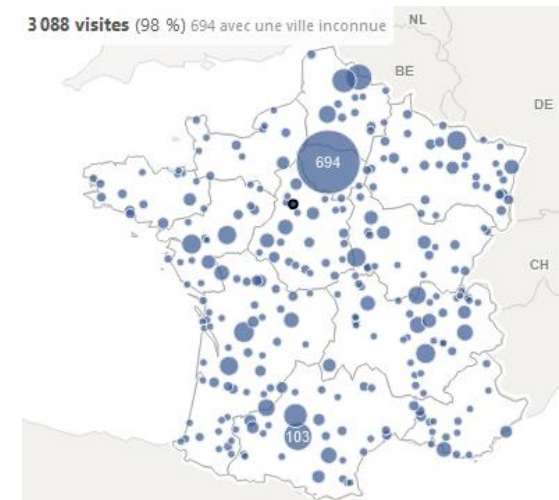 3 088 visites (98 %) 694 avec une ville inconnue
NL
BE
DE
694
CH
103